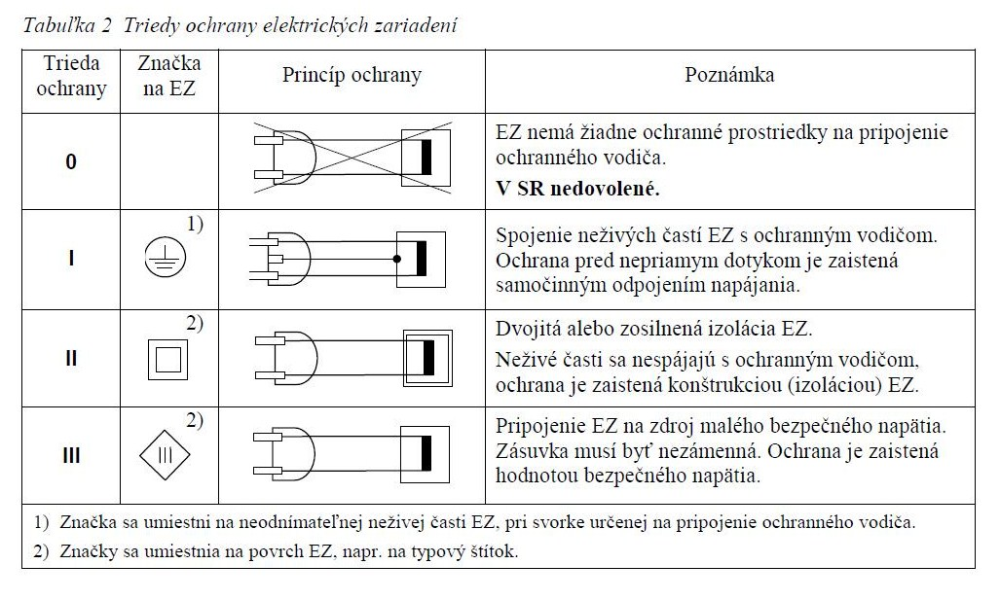 Tabuľka 2 Triedy ochrany elektrických zariadení
Trieda
ochrany
Značka
na EZ
Princíp ochrany
Poznámka
0
EZ nemá žiadne ochranné prostriedky na pripojenie
ochranného vodiča.
V SR nedovolené.
I
1)
Spojenie neživých častí EZ s ochranným vodičom.
Ochrana pred nepriamym dotykom je zaistená
samočinným odpojením napájania.
II
2)
Dvojitá alebo zosilnená izolácia EZ.
Neživé časti sa nespájajú s ochranným vodičom,
ochrana je zaistená konštrukciou (izoláciou) EZ.
III
2)
III
Pripojenie EZ na zdroj malého bezpečného napätia.
Zásuvka musí byť nezámenná. Ochrana je zaistená
hodnotou bezpečného napätia.
1) Značka sa umiestni na neodnímateľnej neživej časti EZ, pri svorke určenej na pripojenie ochranného vodiča.
2) Značky sa umiestnia na povrch EZ, napr. na typový štítok.